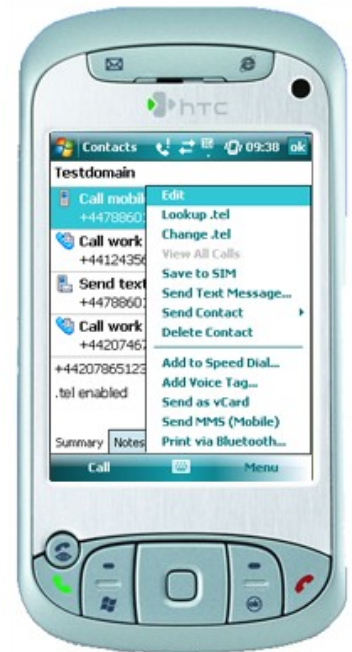 hTC
Contacts 09:38 ok
Testdomain
Call mobil
+44788601
Call work
+44124356
Send text
+44788601
Call work
+44207467
+44207865123
.tel enabled
Summary Notes
Edit
Lookup .tel
Change .tel
View All Calls
Save to SIM
Send Text Message...
Send Contact
Delete Contact
Add to Speed Dial...
Add Voice Tag...
Send as vCard
Send MMS (Mobile)
Print via Bluetooth...
Call Menu
ok